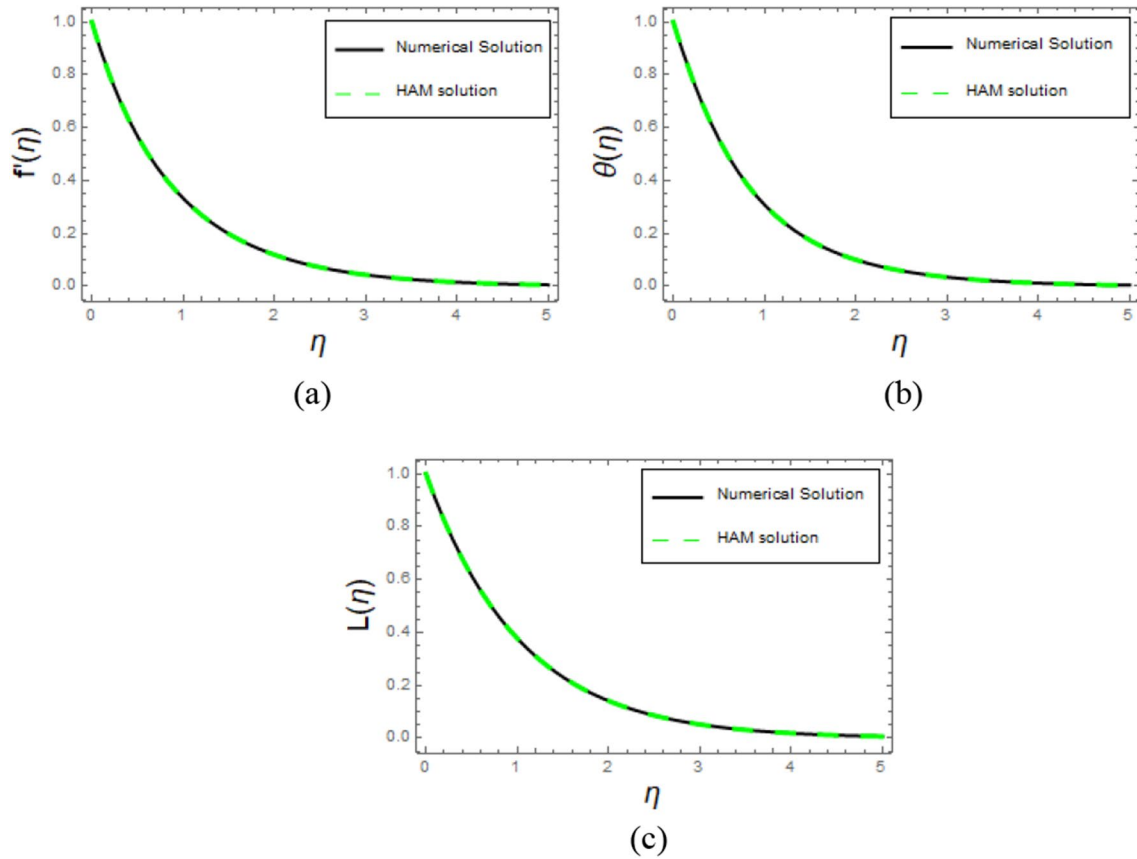 1.0
0.8
0.6
0.4
0.2
0.0
f'(η)
0 1 2 3 4 5
η
Numerical Solution
HAM solution
(a)
1.0
0.8
0.6
0.4
0.2
0.0
θ(η)
0 1 2 3 4 5
η
Numerical Solution
HAM solution
(b)
1.0
0.8
0.6
0.4
0.2
0.0
L(η)
0 1 2 3 4 5
η
Numerical Solution
HAM solution
(c)